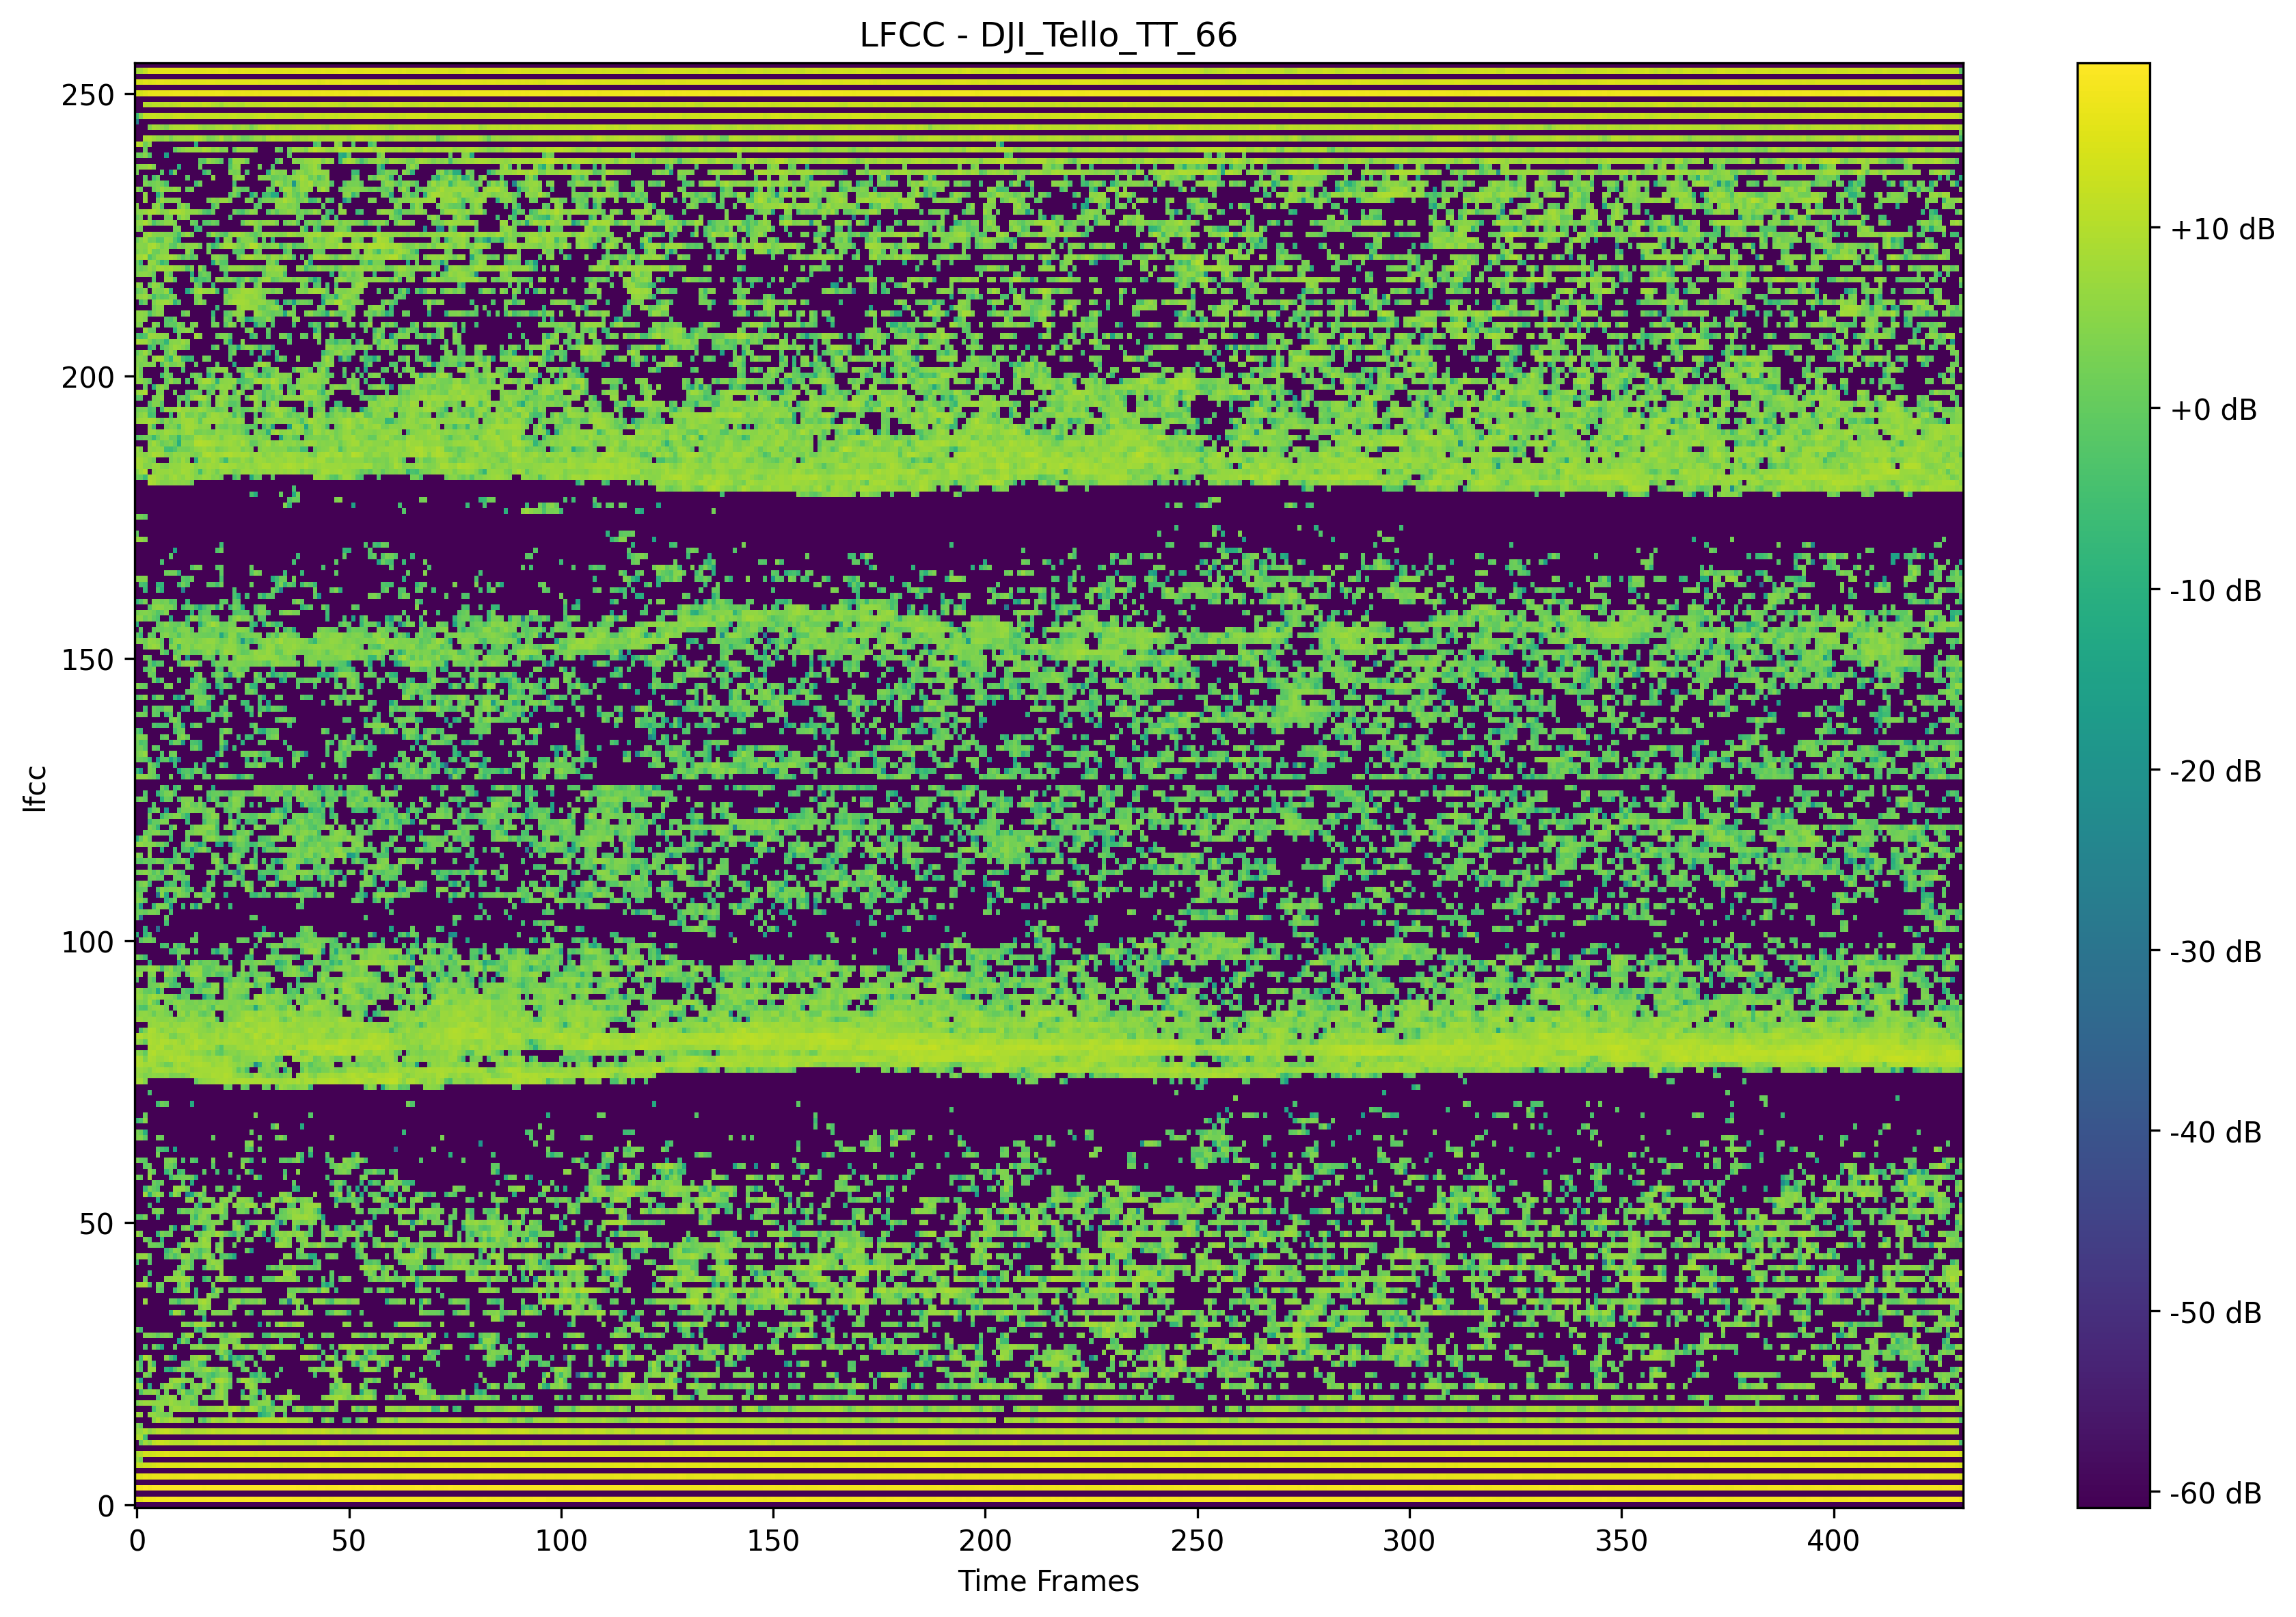 LFCC - DJI_Tello_TT_66
250
200
150
100
50
0
lfcc
0
50
100
150
200
250
300
350
400
Time Frames
+10 dB
+0 dB
-10 dB
-20 dB
-30 dB
-40 dB
-50 dB
-60 dB